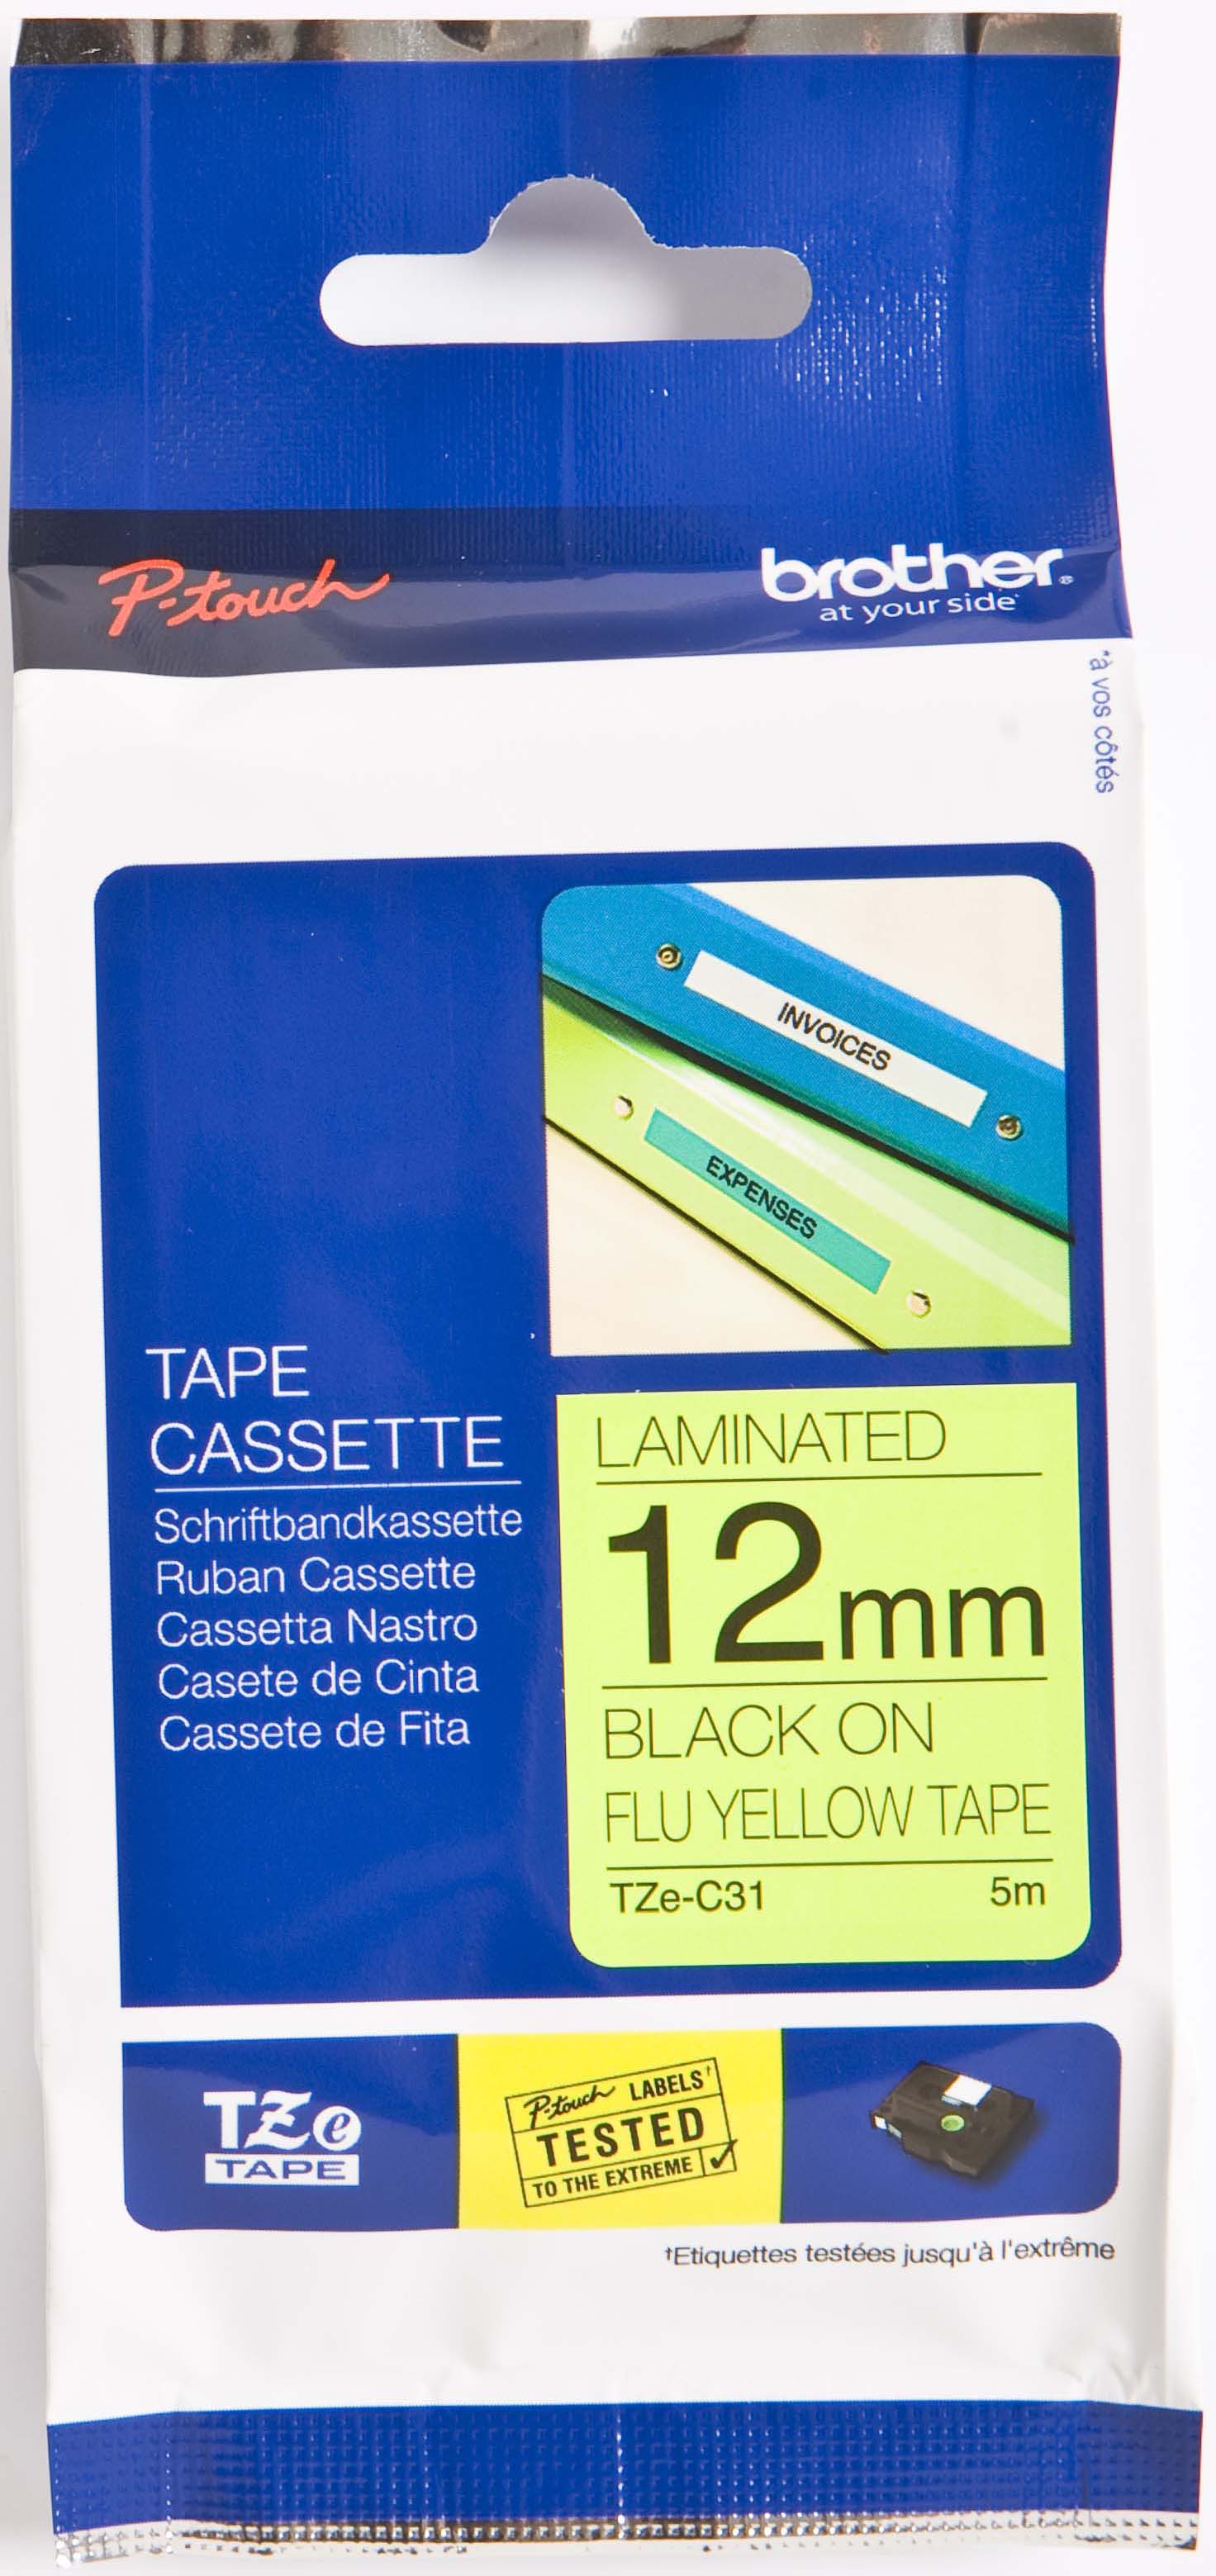 P-touch
brother®
at your side*
*à vos côtés
INVOICES
EXPENSES
TAPE
CASSETTE
Schriftbandkassette
Ruban Cassette
Cassetta Nastro
Casete de Cinta
Cassete de Fita
LAMINATED
12mm
BLACK ON
FLU YELLOW TAPE
TZe-C31 5m
TZe
TAPE
P-touch LABELS†
TESTED
TO THE EXTREME
†Etiquettes testées jusqu'à l'extrême